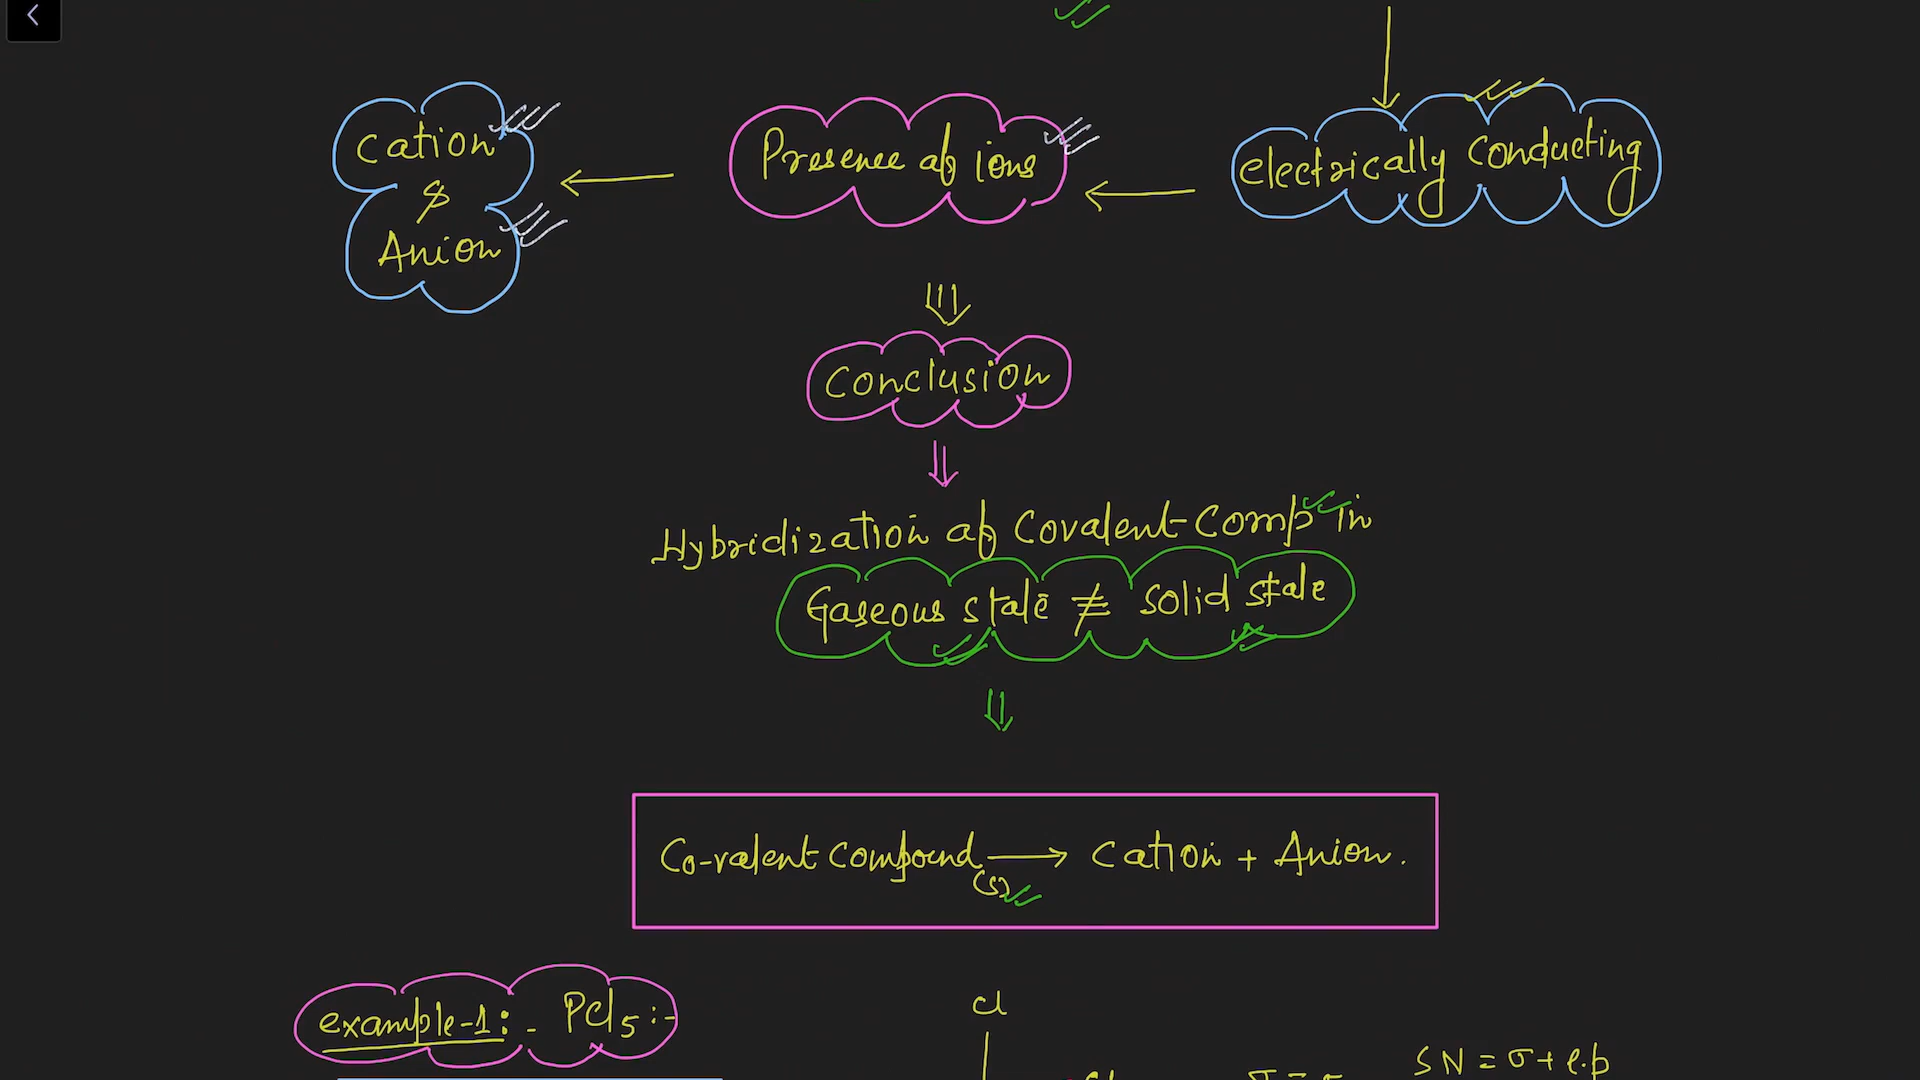 Cation
&
Anion
Presence of ions
electrically conducting
Conclusion
Hybridization of Covalent Comp in
Gaseous state ≠ solid state
Co-valent compound(s) → Cation + Anion.
example-1:- PCl5:-
Cl
SN = σ + l.p